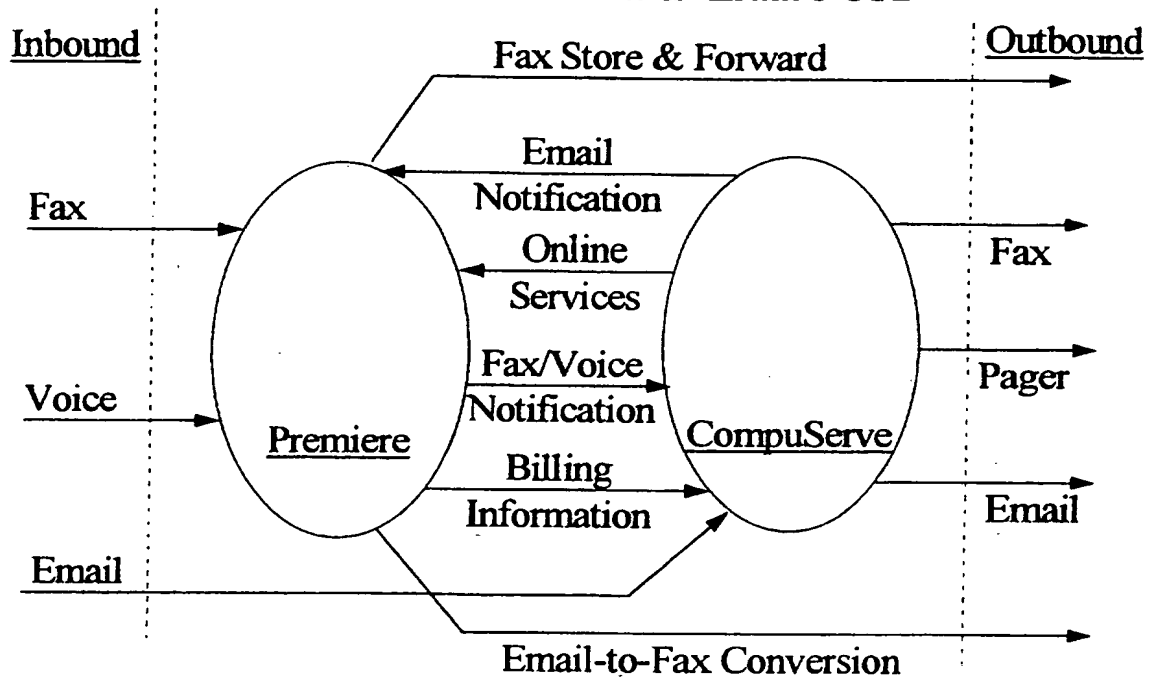 Inbound
Outbound
Fax Store & Forward
Email
Notification
Fax
Fax
Online
Services
Pager
Fax/Voice
Notification
Voice
Premiere
CompuServe
Billing
Information
Email
Email
Email-to-Fax Conversion